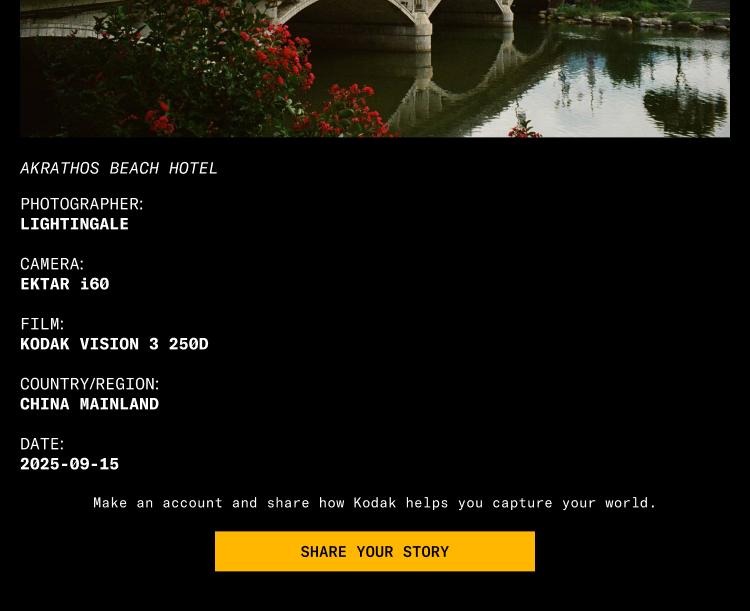 AKRATHOS BEACH HOTEL
PHOTOGRAPHER:
LIGHTINGALE
CAMERA:
EKTAR i60
FILM:
KODAK VISION 3 250D
COUNTRY/REGION:
CHINA MAINLAND
DATE:
2025-09-15
Make an account and share how Kodak helps you capture your world.
SHARE YOUR STORY